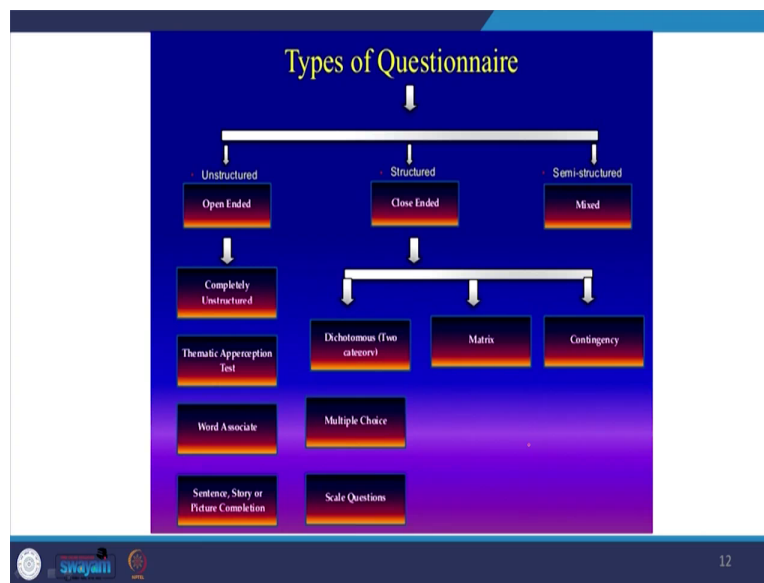 Types of Questionnaire
Unstructured
Structured
Semi-structured
Open Ended
Close Ended
Mixed
Completely
Unstructured
Dichotomous (Two
category)
Matrix
Contingency
Thematic Apperception
Test
Word Associate
Multiple Choice
Sentence, Story or
Picture Completion
Scale Questions
swayam
12